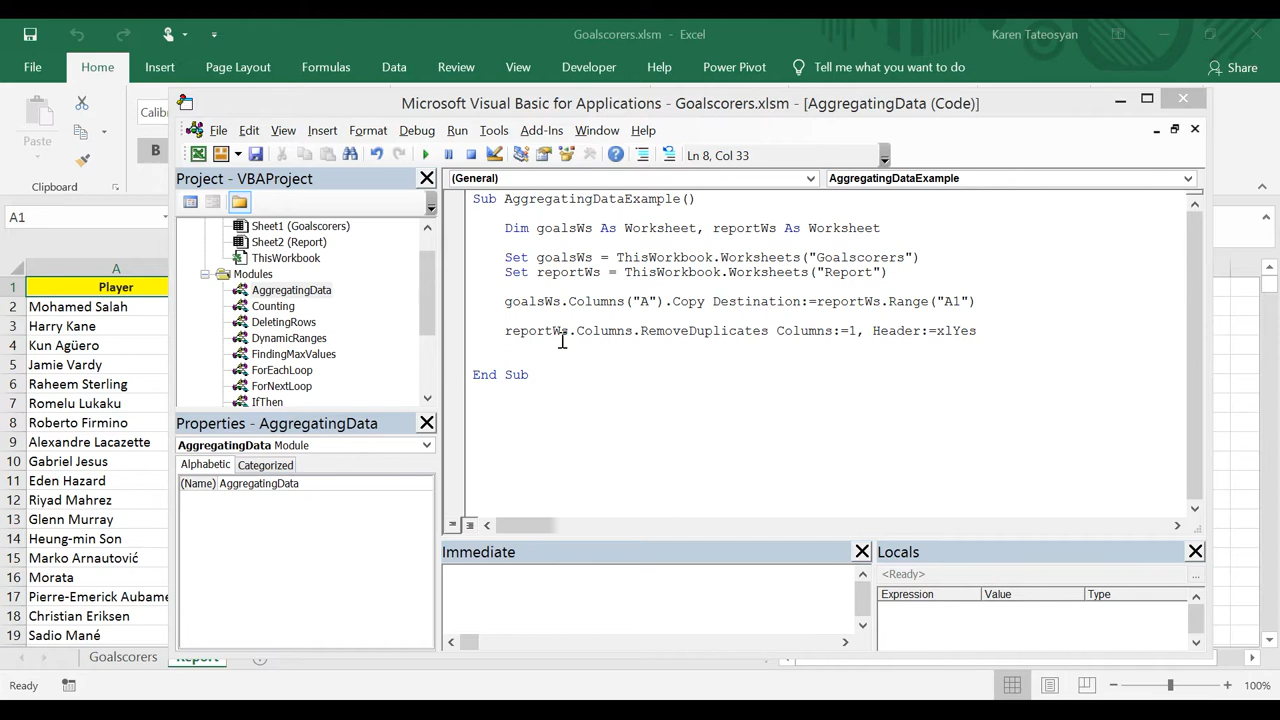 Goalscorers.xlsm - Excel
Karen Tateosyan
File Home Insert Page Layout Formulas Data Review View Developer Help Power Pivot Tell me what you want to do Share
Paste
Calib
B
Clipboard
A1
A
1 Player
2 Mohamed Salah
3 Harry Kane
4 Kun Agüero
5 Jamie Vardy
6 Raheem Sterling
7 Romelu Lukaku
8 Roberto Firmino
9 Alexandre Lacazette
10 Gabriel Jesus
11 Eden Hazard
12 Riyad Mahrez
13 Glenn Murray
14 Heung-min Son
15 Marko Arnautović
16 Morata
17 Pierre-Emerick Aubame
18 Christian Eriksen
19 Sadio Mané
Goalscorers Report
Ready
100%
Microsoft Visual Basic for Applications - Goalscorers.xlsm - [AggregatingData (Code)]
File Edit View Insert Format Debug Run Tools Add-Ins Window Help
Ln 8, Col 33
Project - VBAProject
Sheet1 (Goalscorers)
Sheet2 (Report)
ThisWorkbook
Modules
AggregatingData
Counting
DeletingRows
DynamicRanges
FindingMaxValues
ForEachLoop
ForNextLoop
IfThen
Properties - AggregatingData
AggregatingData Module
Alphabetic Categorized
(Name) AggregatingData
(General) AggregatingDataExample
Sub AggregatingDataExample()
Dim goalsWs As Worksheet, reportWs As Worksheet
Set goalsWs = ThisWorkbook.Worksheets("Goalscorers")
Set reportWs = ThisWorkbook.Worksheets("Report")
goalsWs.Columns("A").Copy Destination:=reportWs.Range("A1")
reportWs.Columns.RemoveDuplicates Columns:=1, Header:=xlYes
End Sub
Immediate
Locals
<Ready>
...
Expression Value Type